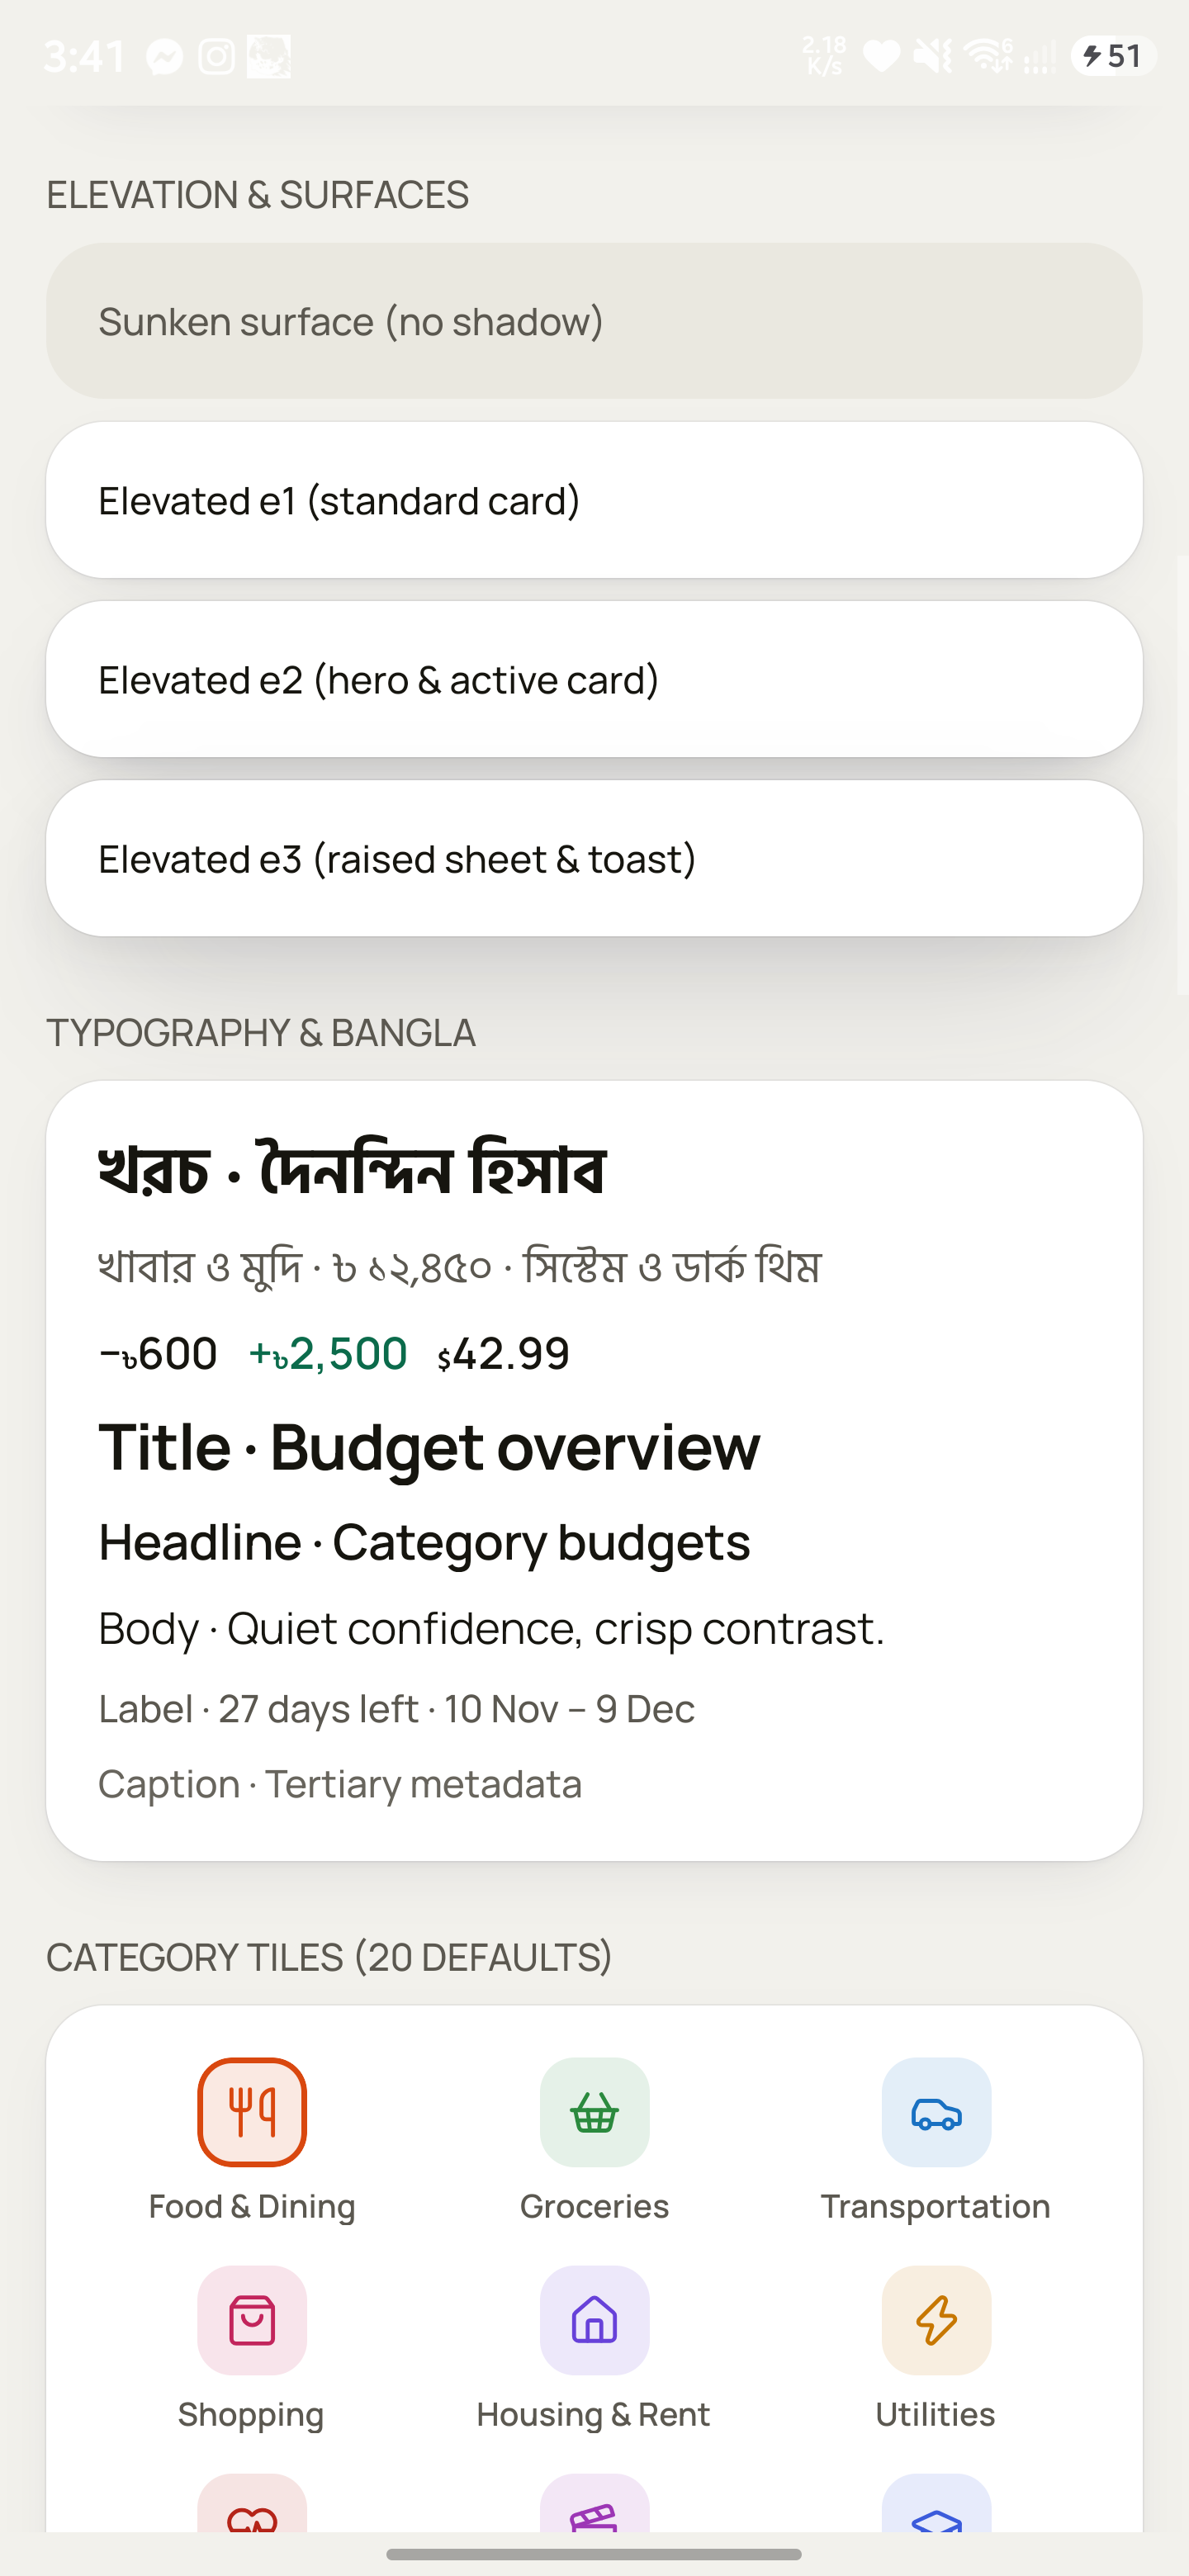 3:41
2.18 K/s
6
51
ELEVATION & SURFACES
Sunken surface (no shadow)
Elevated e1 (standard card)
Elevated e2 (hero & active card)
Elevated e3 (raised sheet & toast)
TYPOGRAPHY & BANGLA
খরচ · দৈনন্দিন হিসাব
খাবার ও মুদি · ৳ ১২,৪৫০ · সিস্টেম ও ডার্ক থিম
−৳600 +৳2,500 $42.99
Title · Budget overview
Headline · Category budgets
Body · Quiet confidence, crisp contrast.
Label · 27 days left · 10 Nov – 9 Dec
Caption · Tertiary metadata
CATEGORY TILES (20 DEFAULTS)
Food & Dining Groceries Transportation
Shopping Housing & Rent Utilities